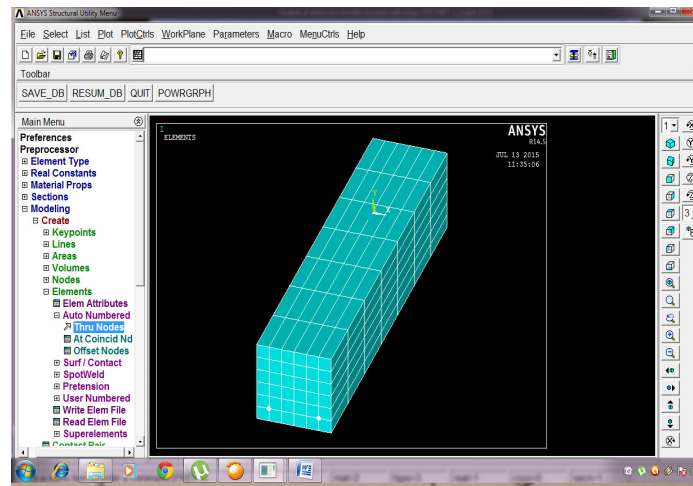 ANSYS Structural Utility Menu
File Select List Plot PlotCtrls WorkPlane Parameters Macro MenuCtrls Help
Toolbar
SAVE_DB RESUM_DB QUIT POWRGRPH
Main Menu
Preferences
Preprocessor
Element Type
Real Constants
Material Props
Sections
Modeling
Create
Keypoints
Lines
Areas
Volumes
Nodes
Elements
Elem Attributes
Auto Numbered
Thru Nodes
At Coincid Nd
Offset Nodes
Surf / Contact
SpotWeld
Pretension
User Numbered
Write Elem File
Read Elem File
Superelements
Contact Pair
1
ELEMENTS
ANSYS
R14.5
JUL 13 2015
11:35:06
Y
X
1
3